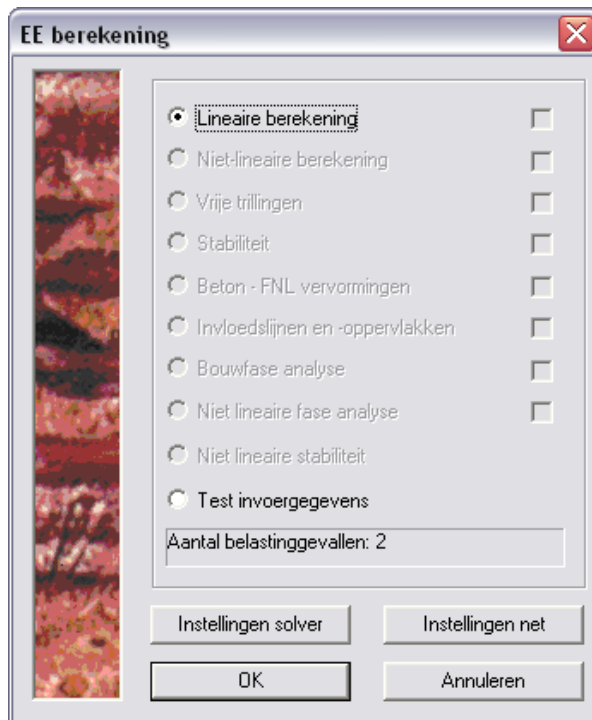 EE berekening
Lineaire berekening
Niet-lineaire berekening
Vrije trillingen
Stabiliteit
Beton - FNL vervormingen
Invloedslijnen en -oppervlakken
Bouwfase analyse
Niet lineaire fase analyse
Niet lineaire stabiliteit
Test invoergegevens
Aantal belastinggevallen: 2
Instellingen solver
Instellingen net
OK
Annuleren